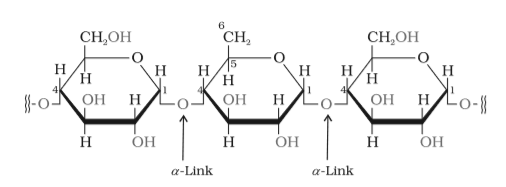 6
CH₂OH CH₂ CH₂OH
O O O
H H 5 H H H
4 H 1 4 H 1 4 H 1
O OH H O OH H O OH H O
H OH H OH H OH
α-Link α-Link